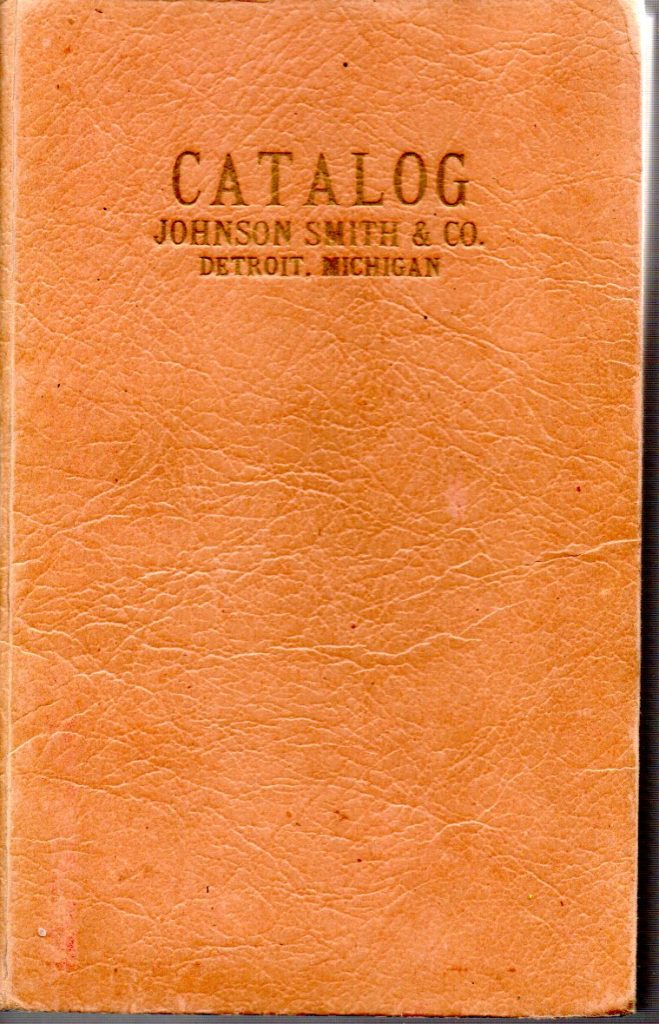 CATALOG
JOHNSON SMITH & CO.
DETROIT, MICHIGAN